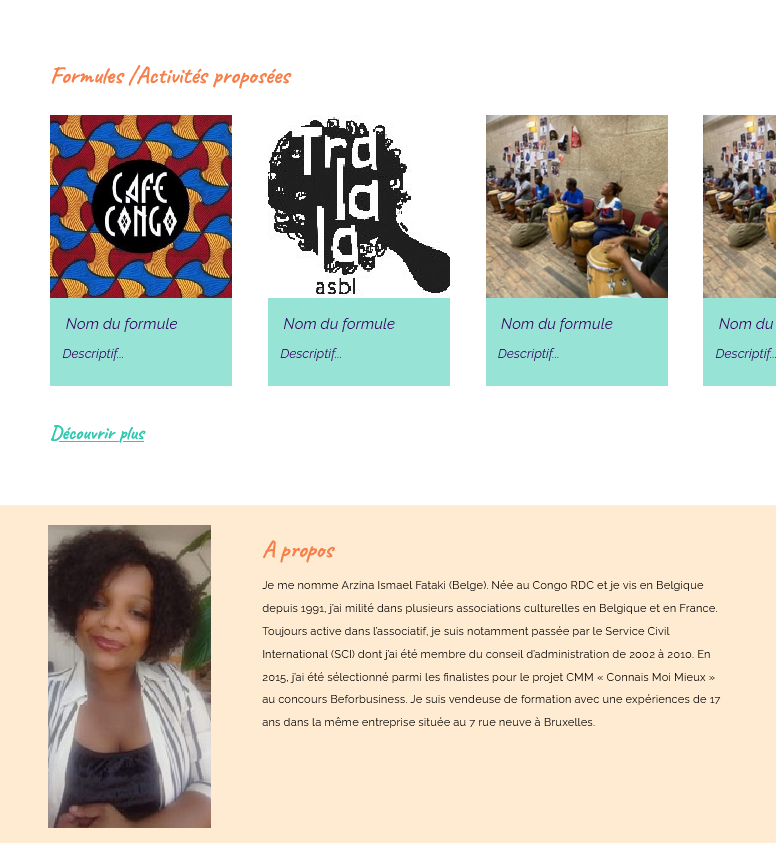 Formules /Activités proposées
CAFE
CONGO
Tra
la
la
asbl
Nom du formule
Nom du formule
Nom du formule
Nom du
Descriptif...
Descriptif...
Descriptif...
Descriptif...
Découvrir plus
A propos
Je me nomme Arzina Ismael Fataki (Belge). Née au Congo RDC et je vis en Belgique
depuis 1991, j'ai milité dans plusieurs associations culturelles en Belgique et en France.
Toujours active dans l'associatif, je suis notamment passée par le Service Civil
International (SCI) dont j'ai été membre du conseil d'administration de 2002 à 2010. En
2015, j'ai été sélectionné parmi les finalistes pour le projet CMM « Connais Moi Mieux »
au concours Beforbusiness. Je suis vendeuse de formation avec une expériences de 17
ans dans la même entreprise située au 7 rue neuve à Bruxelles.